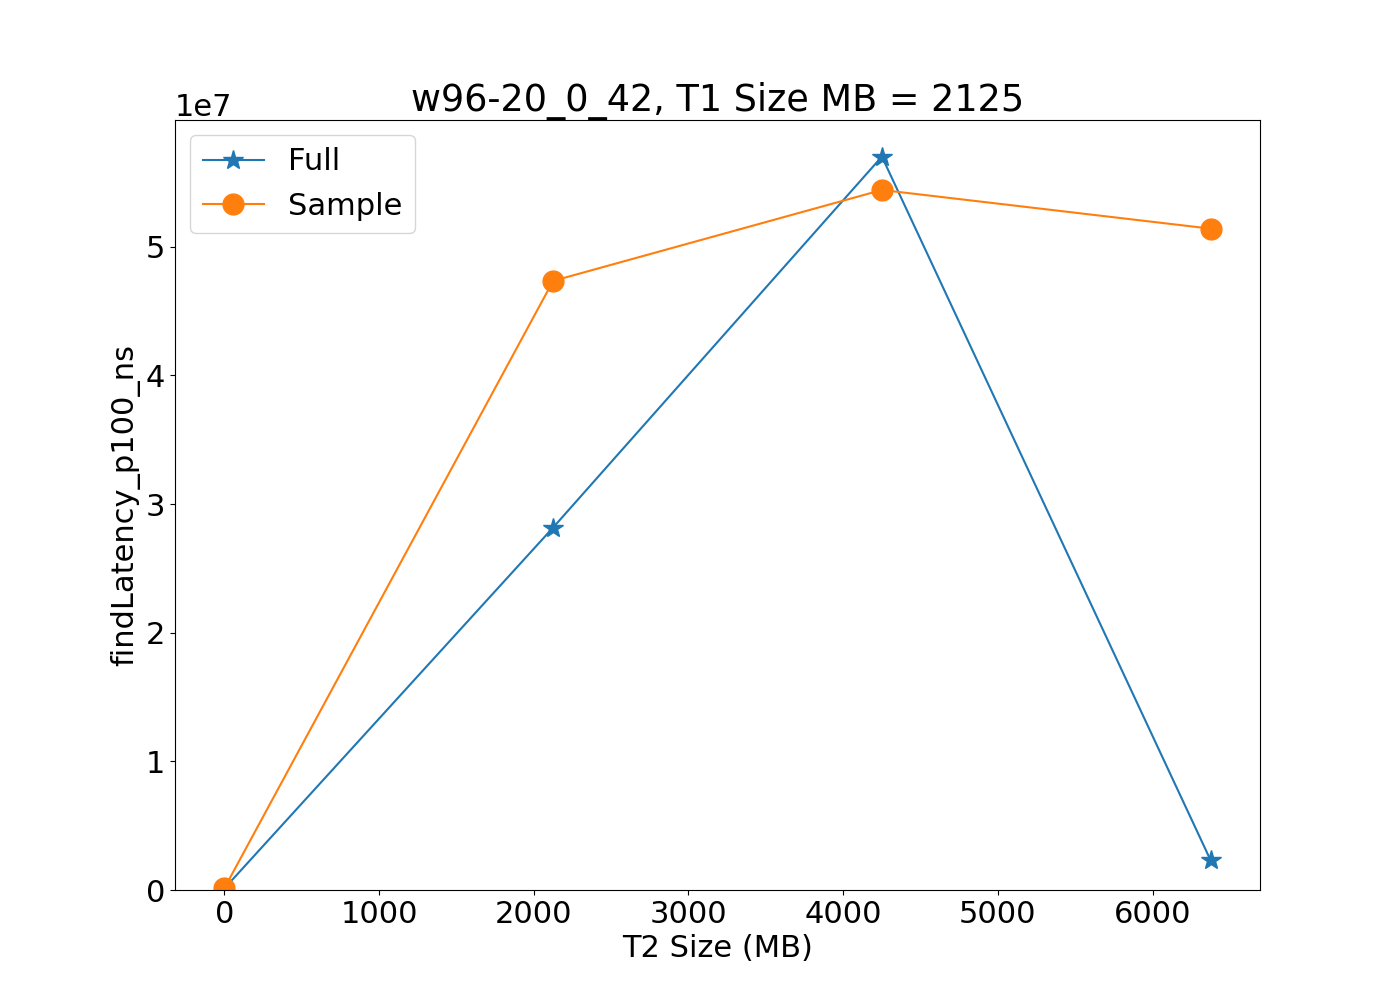 w96-20_0_42, T1 Size MB = 2125
1e7
Full
Sample
5
4
3
2
1
0
findLatency_p100_ns
0 1000 2000 3000 4000 5000 6000
T2 Size (MB)